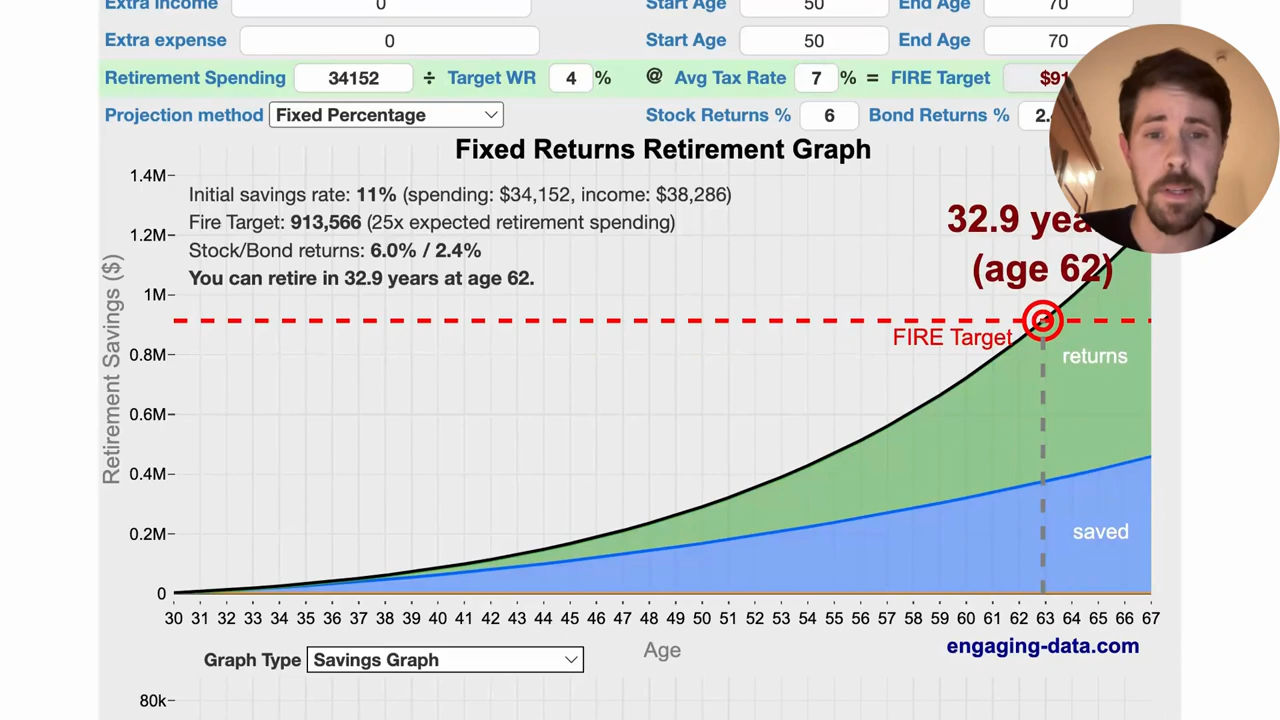 Extra income 0 Start Age 50 End Age 70
Extra expense 0 Start Age 50 End Age 70
Retirement Spending 34152 ÷ Target WR 4 % @ Avg Tax Rate 7 % = FIRE Target $91
Projection method Fixed Percentage Stock Returns % 6 Bond Returns % 2.
Fixed Returns Retirement Graph
Initial savings rate: 11% (spending: $34,152, income: $38,286)
Fire Target: 913,566 (25x expected retirement spending)
Stock/Bond returns: 6.0% / 2.4%
You can retire in 32.9 years at age 62.
32.9 yea
(age 62)
1.4M
1.2M
1M
0.8M
0.6M
0.4M
0.2M
0
Retirement Savings ($)
FIRE Target
returns
saved
30 31 32 33 34 35 36 37 38 39 40 41 42 43 44 45 46 47 48 49 50 51 52 53 54 55 56 57 58 59 60 61 62 63 64 65 66 67
Age
engaging-data.com
Graph Type Savings Graph
80k